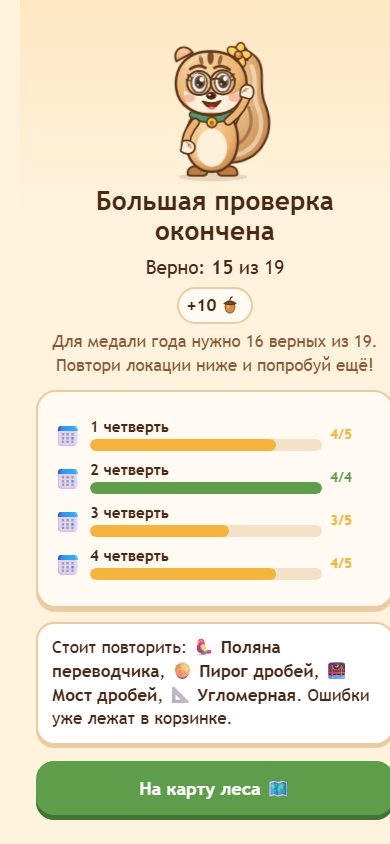 Большая проверка
окончена
Верно: 15 из 19
+10
Для медали года нужно 16 верных из 19.
Повтори локации ниже и попробуй ещё!
1 четверть
4/5
2 четверть
4/4
3 четверть
3/5
4 четверть
4/5
Стоит повторить: Поляна
переводчика, Пирог дробей,
Мост дробей, Угломерная. Ошибки
уже лежат в корзинке.
На карту леса